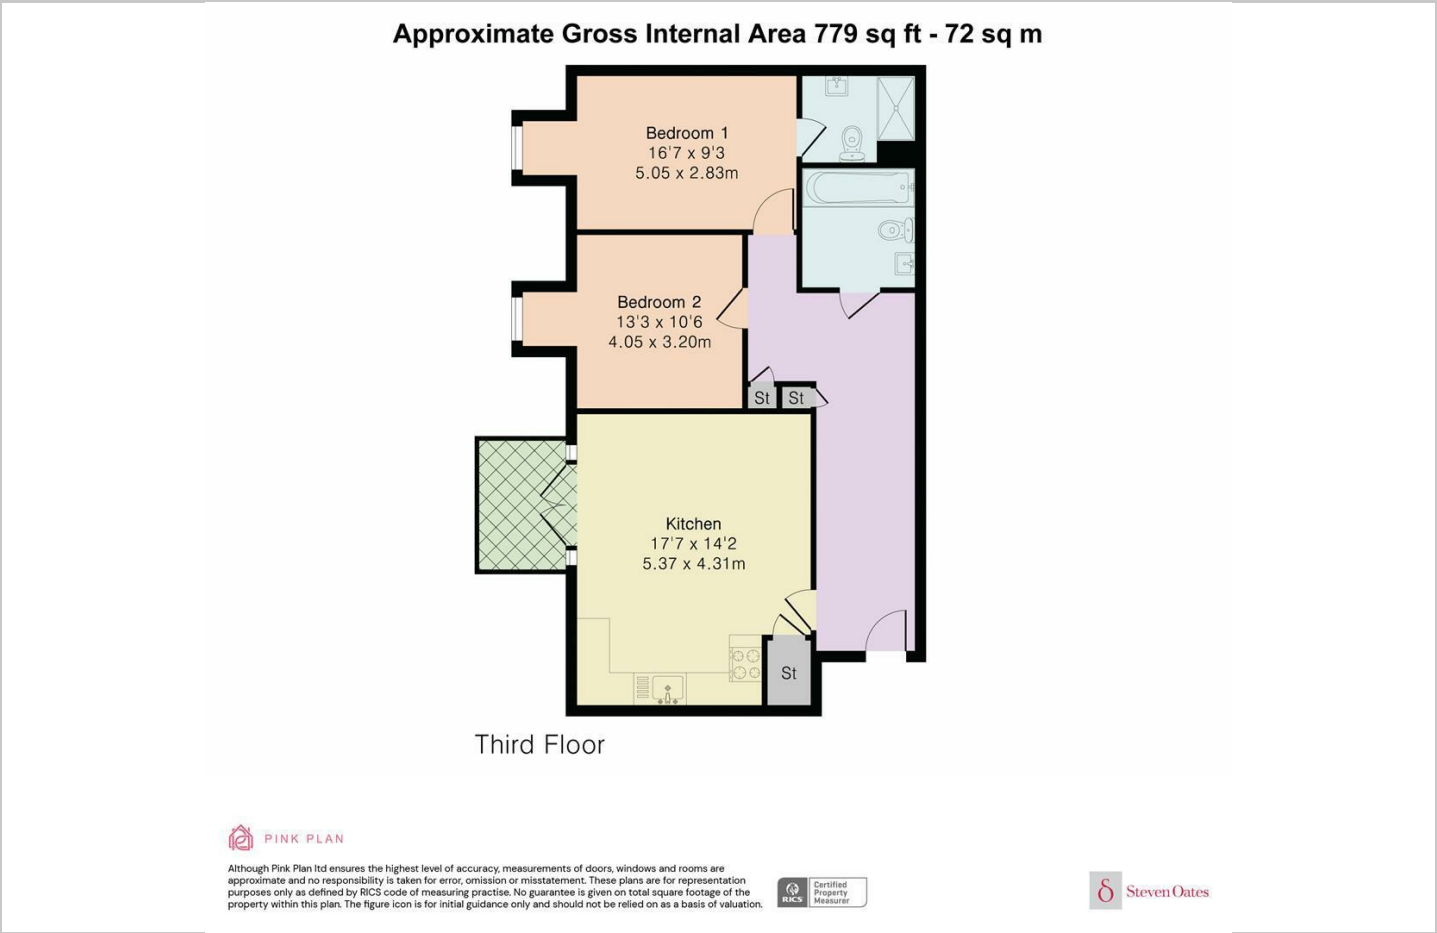 Approximate Gross Internal Area 779 sq ft - 72 sq m
Bedroom 1
16'7 x 9'3
5.05 x 2.83m
Bedroom 2
13'3 x 10'6
4.05 x 3.20m
St
St
Kitchen
17'7 x 14'2
5.37 x 4.31m
St
Third Floor
PINK PLAN
Although Pink Plan ltd ensures the highest level of accuracy, measurements of doors, windows and rooms are
approximate and no responsibility is taken for error, omission or misstatement. These plans are for representation
purposes only as defined by RICS code of measuring practise. No guarantee is given on total square footage of the
property within this plan. The figure icon is for initial guidance only and should not be relied on as a basis of valuation.
RICS
Certified
Property
Measurer
δ
Steven Oates